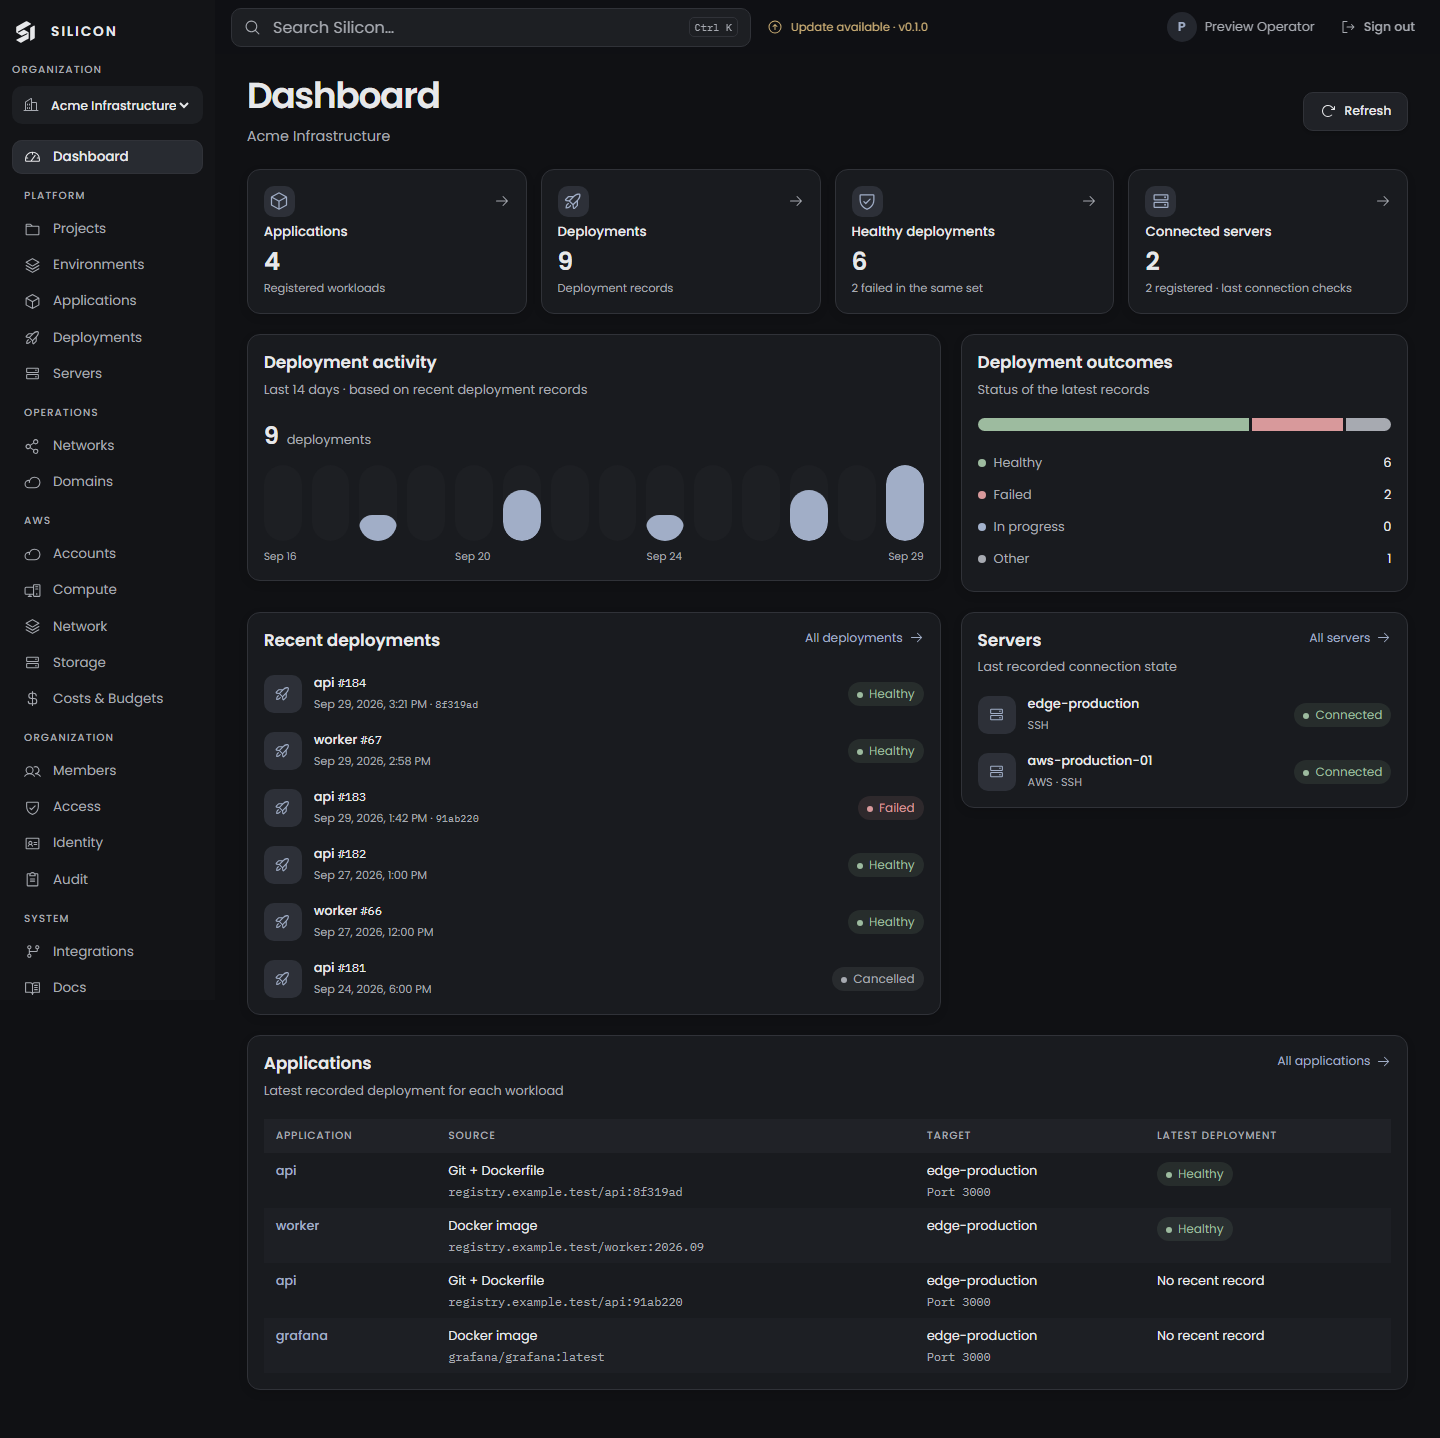 SILICON
ORGANIZATION
Acme Infrastructure
Dashboard
PLATFORM
Projects
Environments
Applications
Deployments
Servers
OPERATIONS
Networks
Domains
AWS
Accounts
Compute
Network
Storage
Costs & Budgets
ORGANIZATION
Members
Access
Identity
Audit
SYSTEM
Integrations
Docs
Search Silicon...
Ctrl K
Update available · v0.1.0
P
Preview Operator
Sign out
Dashboard
Acme Infrastructure
Refresh
Applications
4
Registered workloads
Deployments
9
Deployment records
Healthy deployments
6
2 failed in the same set
Connected servers
2
2 registered · last connection checks
Deployment activity
Last 14 days · based on recent deployment records
9 deployments
Sep 16
Sep 20
Sep 24
Sep 29
Deployment outcomes
Status of the latest records
Healthy 6
Failed 2
In progress 0
Other 1
Recent deployments
All deployments
api #184
Sep 29, 2026, 3:21 PM · 8f319ad
Healthy
worker #67
Sep 29, 2026, 2:58 PM
Healthy
api #183
Sep 29, 2026, 1:42 PM · 91ab220
Failed
api #182
Sep 27, 2026, 1:00 PM
Healthy
worker #66
Sep 27, 2026, 12:00 PM
Healthy
api #181
Sep 24, 2026, 6:00 PM
Cancelled
Servers
All servers
Last recorded connection state
edge-production
SSH
Connected
aws-production-01
AWS · SSH
Connected
Applications
All applications
Latest recorded deployment for each workload
APPLICATION SOURCE TARGET LATEST DEPLOYMENT
api Git + Dockerfile edge-production Healthy
registry.example.test/api:8f319ad Port 3000
worker Docker image edge-production Healthy
registry.example.test/worker:2026.09
api Git + Dockerfile edge-production No recent record
registry.example.test/api:91ab220 Port 3000
grafana Docker image edge-production No recent record
grafana/grafana:latest Port 3000